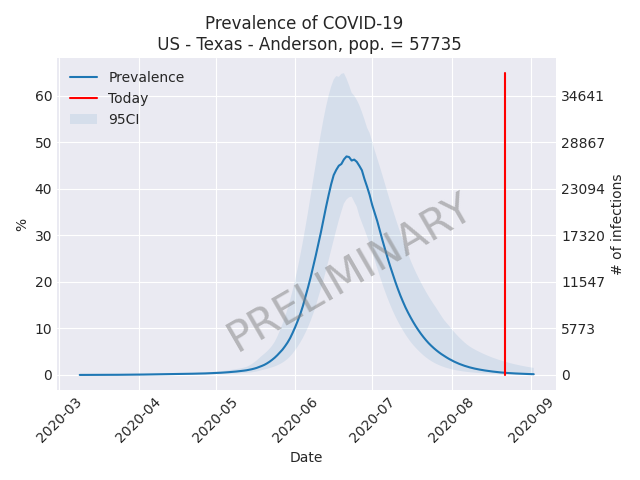 Prevalence of COVID-19
US - Texas - Anderson, pop. = 57735
Prevalence
Today
95CI
60
50
40
30
20
10
0
%
34641
28867
23094
17320
11547
5773
0
# of infections
PRELIMINARY
2020-03
2020-04
2020-05
2020-06
2020-07
2020-08
2020-09
Date